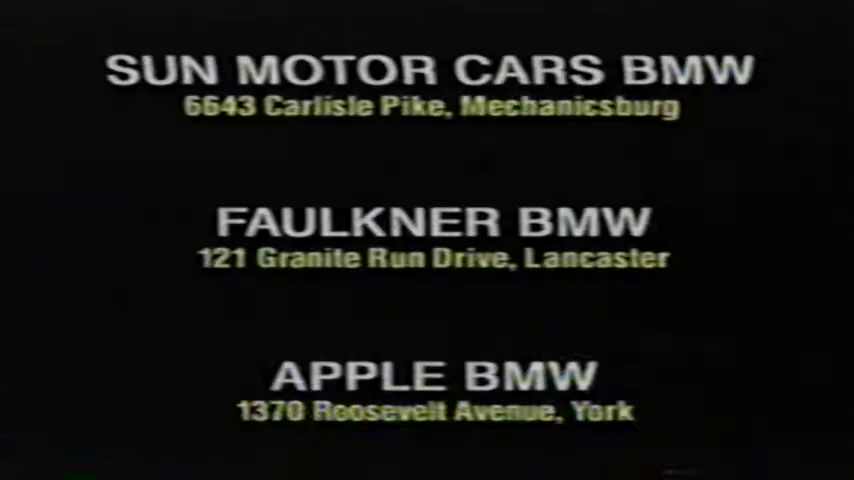 SUN MOTOR CARS BMW
6643 Carlisle Pike, Mechanicsburg
FAULKNER BMW
121 Granite Run Drive, Lancaster
APPLE BMW
1370 Roosevelt Avenue, York